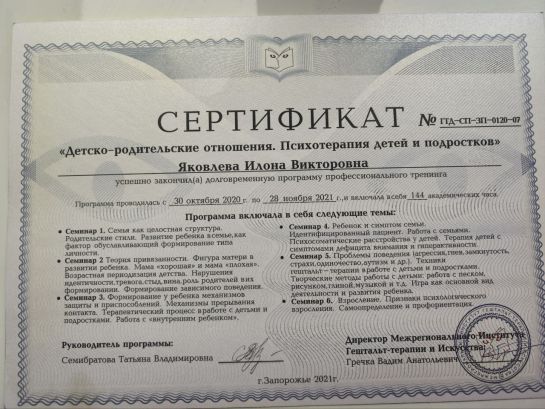 СЕРТИФИКАТ № ГТД-СП-ЗП-0120-07
«Детско-родительские отношения. Психотерапия детей и подростков»
Яковлева Илона Викторовна
успешно закончил(а) долговременную программу профессионального тренинга
Программа проводилась с 30 октября 2020 г. по 28 ноября 2021 г., и включала в себя 144 академических часа.
Программа включала в себя следующие темы:
• Семинар 1. Семья как целостная структура.
Родительские стили. Развитие ребенка в семье, как
фактор обуславливающий формирование типа
личности.
• Семинар 2 Теория привязанности. Фигура матери в
развитии ребенка. Мама «хорошая» и мама «плохая».
Возрастная периодизация детства. Нарушения
идентичности. тревога, стыд, вина. роль родителей в их
формировании. Формирование зависимого поведения.
• Семинар 3. Формирование у ребенка механизмов
защиты и приспособлений. Механизмы прерывания
контакта. Терапевтический процесс в работе с детьми и
подростками. Работа с «внутренним ребенком».
• Семинар 4. Ребенок и симптом семьи.
Идентифицированный пациент. Работа с семьями.
Психосоматические расстройства у детей. Терапия детей с
симптомами дефицита внимания и гиперактивности.
• Семинар 5. Проблемы поведения (агрессия, гнев, замкнутость,
страхи, одиночество, аутизм и др.). Техники
гештальт- терапии в работе с детьми и подростками.
Творческие методы работы с детьми: работа с песком,
рисунком, глиной, музыкой и т.д. Игра как основной вид
деятельности и развития ребенка.
• Семинар 6. Взросление. Признаки психологического
взросления. Самоопределение и профориентация.
Руководитель программы:
Семибратова Татьяна Владимировна
Директор Межрегионального Института
Гештальт-терапии и Искусства:
Гречка Вадим Анатольевич
г.Запорожье 2021г.